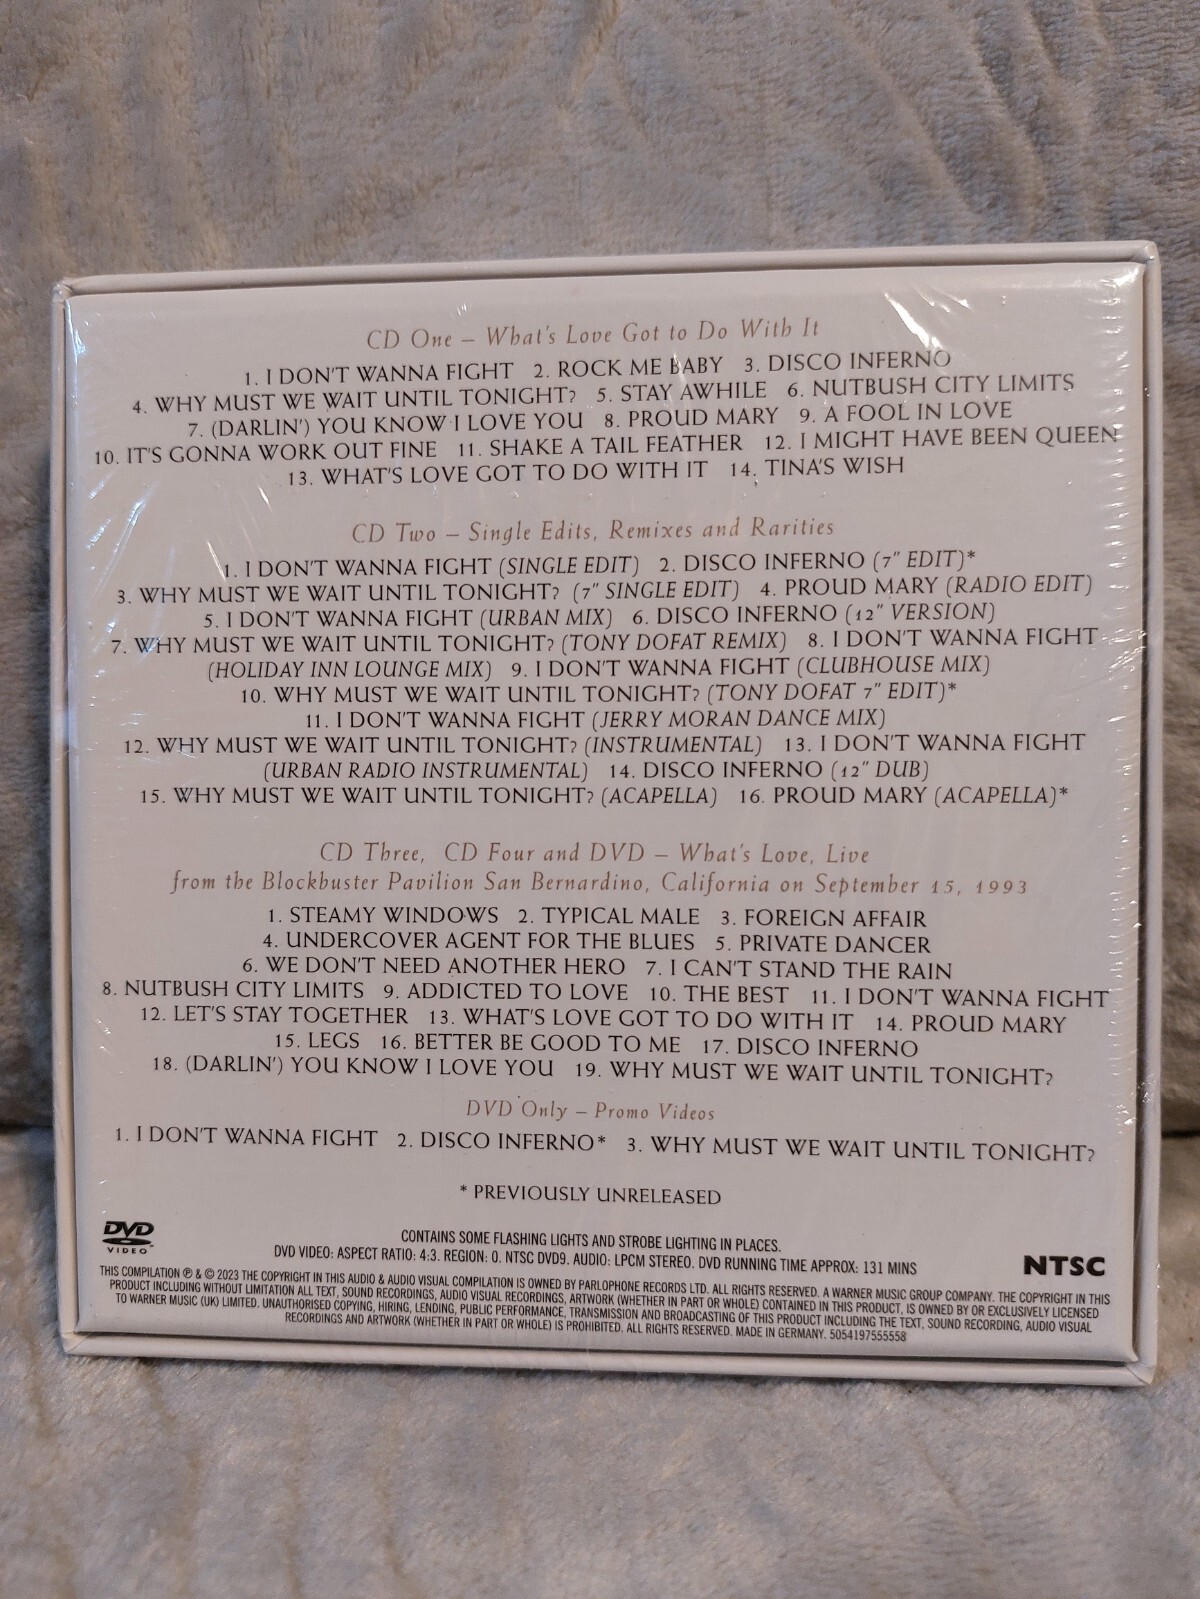 CD One – What's Love Got to Do With It
1. I DON'T WANNA FIGHT 2. ROCK ME BABY 3. DISCO INFERNO
4. WHY MUST WE WAIT UNTIL TONIGHT? 5. STAY AWHILE 6. NUTBUSH CITY LIMITS
7. (DARLIN') YOU KNOW I LOVE YOU 8. PROUD MARY 9. A FOOL IN LOVE
10. IT'S GONNA WORK OUT FINE 11. SHAKE A TAIL FEATHER 12. I MIGHT HAVE BEEN QUEEN
13. WHAT'S LOVE GOT TO DO WITH IT 14. TINA'S WISH
CD Two – Single Edits, Remixes and Rarities
1. I DON'T WANNA FIGHT (SINGLE EDIT) 2. DISCO INFERNO (7" EDIT)*
3. WHY MUST WE WAIT UNTIL TONIGHT? (7" SINGLE EDIT) 4. PROUD MARY (RADIO EDIT)
5. I DON'T WANNA FIGHT (URBAN MIX) 6. DISCO INFERNO (12" VERSION)
7. WHY MUST WE WAIT UNTIL TONIGHT? (TONY DOFAT REMIX) 8. I DON'T WANNA FIGHT
(HOLIDAY INN LOUNGE MIX) 9. I DON'T WANNA FIGHT (CLUBHOUSE MIX)
10. WHY MUST WE WAIT UNTIL TONIGHT? (TONY DOFAT 7" EDIT)*
11. I DON'T WANNA FIGHT (JERRY MORAN DANCE MIX)
12. WHY MUST WE WAIT UNTIL TONIGHT? (INSTRUMENTAL) 13. I DON'T WANNA FIGHT
(URBAN RADIO INSTRUMENTAL) 14. DISCO INFERNO (12" DUB)
15. WHY MUST WE WAIT UNTIL TONIGHT? (ACAPELLA) 16. PROUD MARY (ACAPELLA)*
CD Three, CD Four and DVD – What's Love, Live
from the Blockbuster Pavilion San Bernardino, California on September 15, 1993
1. STEAMY WINDOWS 2. TYPICAL MALE 3. FOREIGN AFFAIR
4. UNDERCOVER AGENT FOR THE BLUES 5. PRIVATE DANCER
6. WE DON'T NEED ANOTHER HERO 7. I CAN'T STAND THE RAIN
8. NUTBUSH CITY LIMITS 9. ADDICTED TO LOVE 10. THE BEST 11. I DON'T WANNA FIGHT
12. LET'S STAY TOGETHER 13. WHAT'S LOVE GOT TO DO WITH IT 14. PROUD MARY
15. LEGS 16. BETTER BE GOOD TO ME 17. DISCO INFERNO
18. (DARLIN') YOU KNOW I LOVE YOU 19. WHY MUST WE WAIT UNTIL TONIGHT?
DVD Only – Promo Videos
1. I DON'T WANNA FIGHT 2. DISCO INFERNO* 3. WHY MUST WE WAIT UNTIL TONIGHT?
* PREVIOUSLY UNRELEASED
DVD
VIDEO
CONTAINS SOME FLASHING LIGHTS AND STROBE LIGHTING IN PLACES.
DVD VIDEO: ASPECT RATIO: 4:3. REGION: 0. NTSC DVD9. AUDIO: LPCM STEREO. DVD RUNNING TIME APPROX: 131 MINS
NTSC
THIS COMPILATION ℗ & © 2023 THE COPYRIGHT IN THIS AUDIO & AUDIO VISUAL COMPILATION IS OWNED BY PARLOPHONE RECORDS LTD. ALL RIGHTS RESERVED. A WARNER MUSIC GROUP COMPANY. THE COPYRIGHT IN THIS
PRODUCT INCLUDING WITHOUT LIMITATION ALL TEXT, SOUND RECORDINGS, AUDIO VISUAL RECORDINGS, ARTWORK (WHETHER IN PART OR WHOLE) CONTAINED IN THIS PRODUCT, IS OWNED BY OR EXCLUSIVELY LICENSED
TO WARNER MUSIC (UK) LIMITED. UNAUTHORISED COPYING, HIRING, LENDING, PUBLIC PERFORMANCE, TRANSMISSION AND BROADCASTING OF THIS PRODUCT INCLUDING THE TEXT, SOUND RECORDING, AUDIO VISUAL
RECORDINGS AND ARTWORK (WHETHER IN PART OR WHOLE) IS PROHIBITED. ALL RIGHTS RESERVED. MADE IN GERMANY. 5054197555558